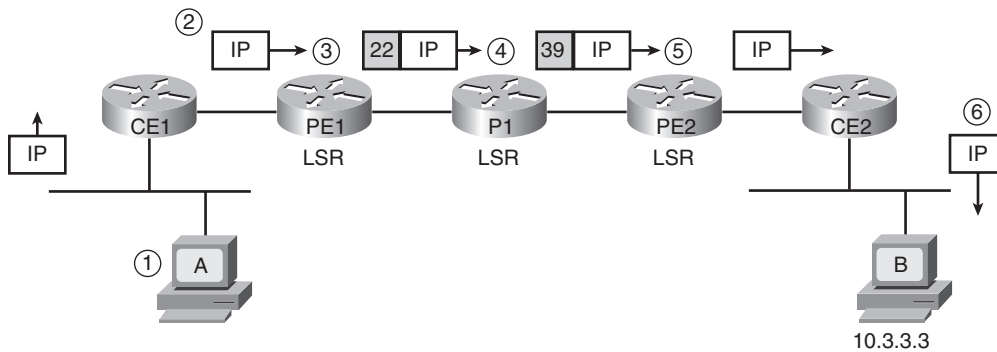 ②
IP ③ 22 IP ④ 39 IP ⑤ IP
CE1 PE1 P1 PE2 CE2
⑥
IP IP
LSR LSR LSR
① A B
10.3.3.3